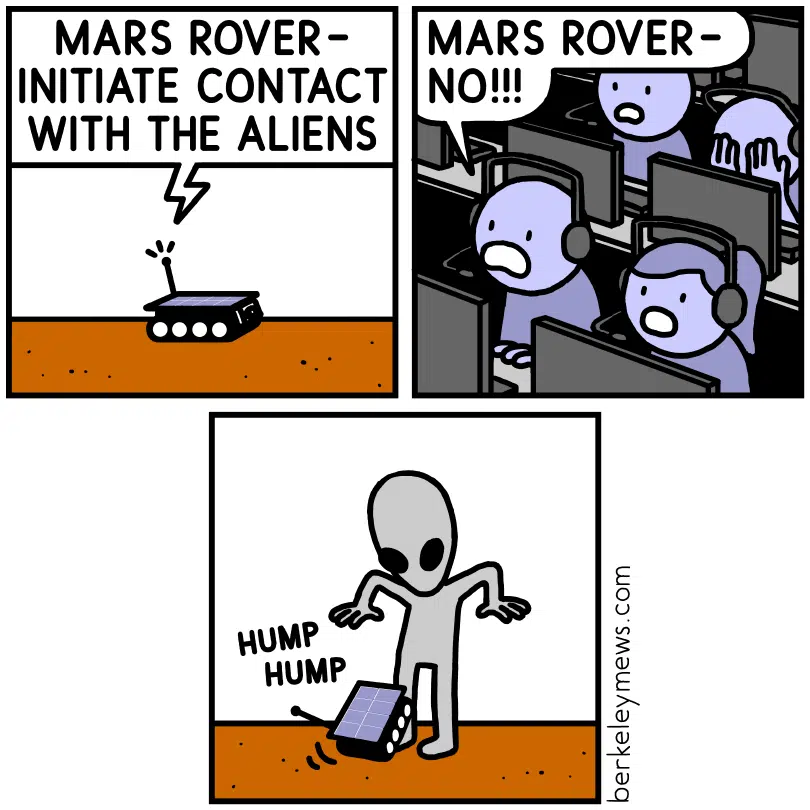 MARS ROVER-
INITIATE CONTACT
WITH THE ALIENS
MARS ROVER-
NO!!!
HUMP
HUMP
berkeleymews.com